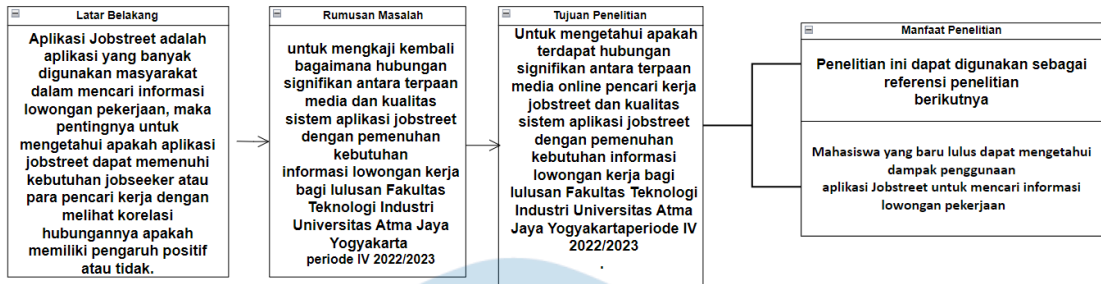 Latar Belakang
Aplikasi Jobstreet adalah
aplikasi yang banyak
digunakan masyarakat
dalam mencari informasi
lowongan pekerjaan, maka
pentingnya untuk
mengetahui apakah aplikasi
jobstreet dapat memenuhi
kebutuhan jobseeker atau
para pencari kerja dengan
melihat korelasi
hubungannya apakah
memiliki pengaruh positif
atau tidak.
Rumusan Masalah
untuk mengkaji kembali
bagaimana hubungan
signifikan antara terpaan
media dan kualitas
sistem aplikasi jobstreet
dengan pemenuhan
kebutuhan
informasi lowongan kerja
bagi lulusan Fakultas
Teknologi Industri
Universitas Atma Jaya
Yogyakarta
periode IV 2022/2023
Tujuan Penelitian
Untuk mengetahui apakah
terdapat hubungan
signifikan antara terpaan
media online pencari kerja
jobstreet dan kualitas
sistem aplikasi jobstreet
dengan pemenuhan
kebutuhan informasi
lowongan kerja bagi
lulusan Fakultas Teknologi
Industri Universitas Atma
Jaya Yogyakartaperiode IV
2022/2023
.
Manfaat Penelitian
Penelitian ini dapat digunakan sebagai
referensi penelitian
berikutnya
Mahasiswa yang baru lulus dapat mengetahui
dampak penggunaan
aplikasi Jobstreet untuk mencari informasi
lowongan pekerjaan